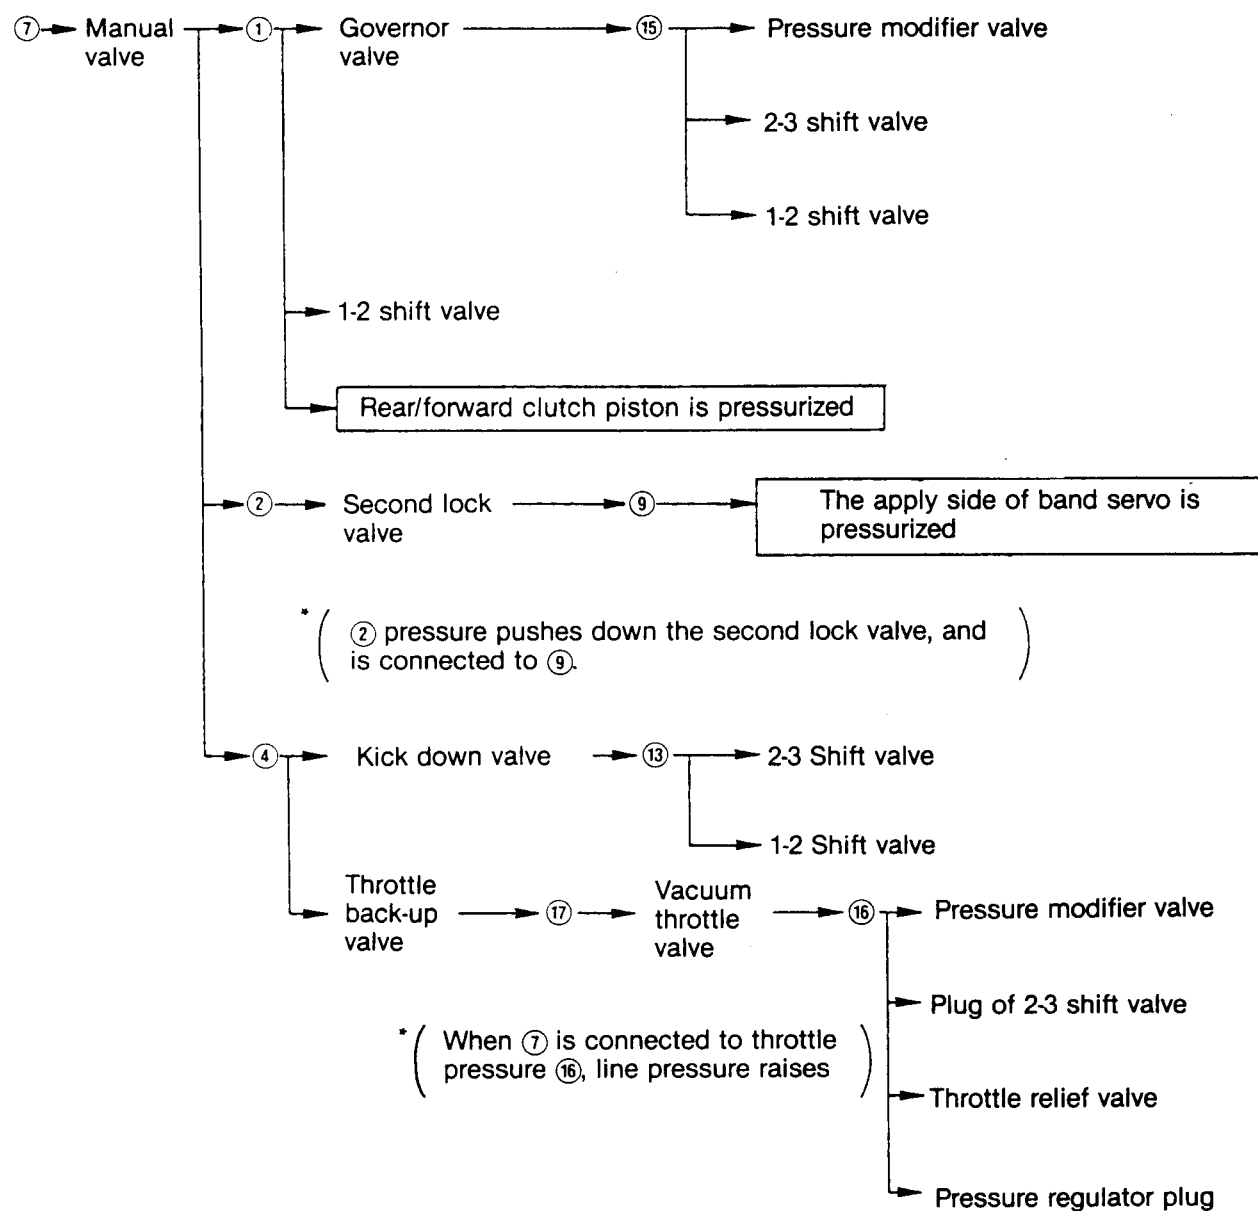 ⑦ Manual ① Governor ⑮ Pressure modifier valve
valve valve
2-3 shift valve
1-2 shift valve
1-2 shift valve
Rear/forward clutch piston is pressurized
② Second lock ⑨ The apply side of band servo is
valve pressurized
* ( ② pressure pushes down the second lock valve, and
is connected to ⑨. )
④ Kick down valve ⑬ 2-3 Shift valve
1-2 Shift valve
Throttle
back-up
valve
⑰
Vacuum
throttle
valve
⑯ Pressure modifier valve
Plug of 2-3 shift valve
* ( When ⑦ is connected to throttle
pressure ⑯, line pressure raises )
Throttle relief valve
Pressure regulator plug